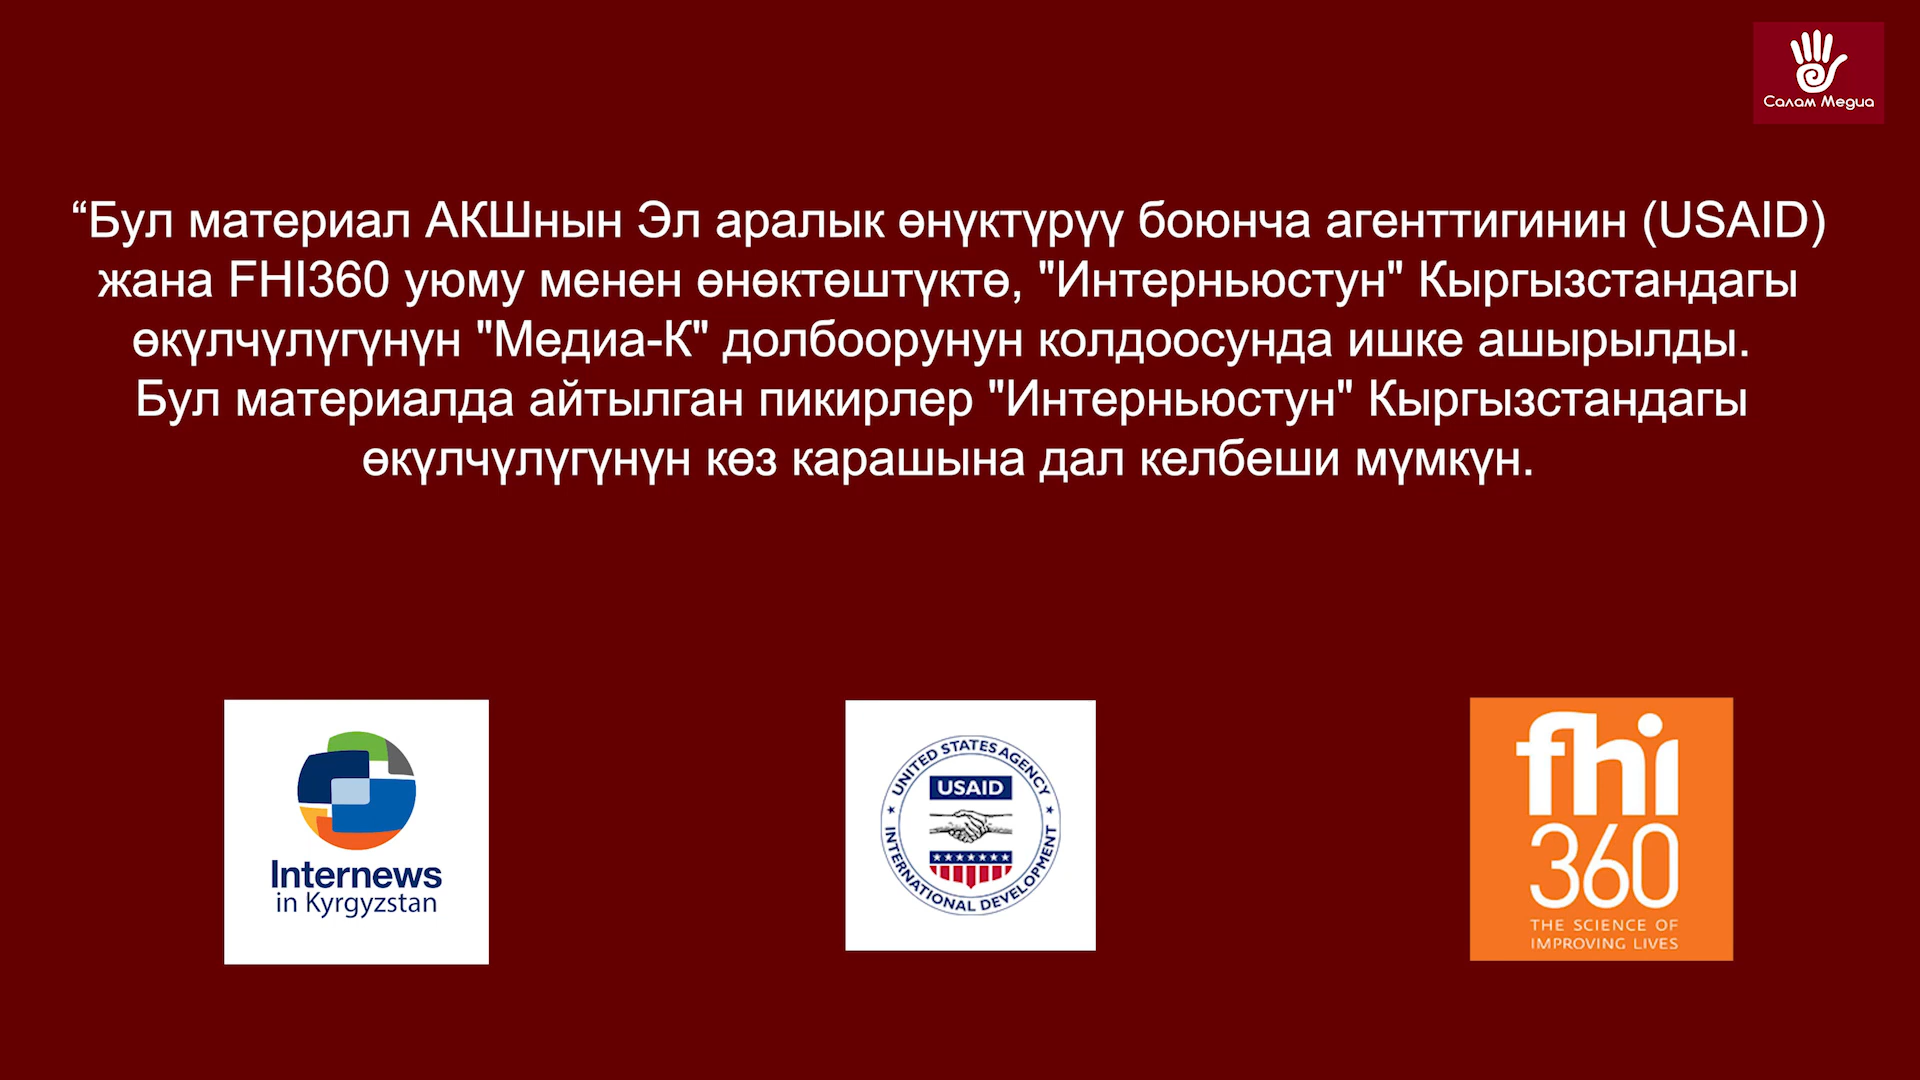 Салам Медиа
“Бул материал АКШнын Эл аралык өнүктүрүү боюнча агенттигинин (USAID)
жана FHI360 уюму менен өнөктөштүктө, "Интерньюстун" Кыргызстандагы
өкүлчүлүгүнүн "Медиа-К" долбоорунун колдоосунда ишке ашырылды.
Бул материалда айтылган пикирлер "Интерньюстун" Кыргызстандагы
өкүлчүлүгүнүн көз карашына дал келбеши мүмкүн.
Internews
in Kyrgyzstan
UNITED STATES AGENCY
USAID
INTERNATIONAL DEVELOPMENT
fhi
360
THE SCIENCE OF
IMPROVING LIVES